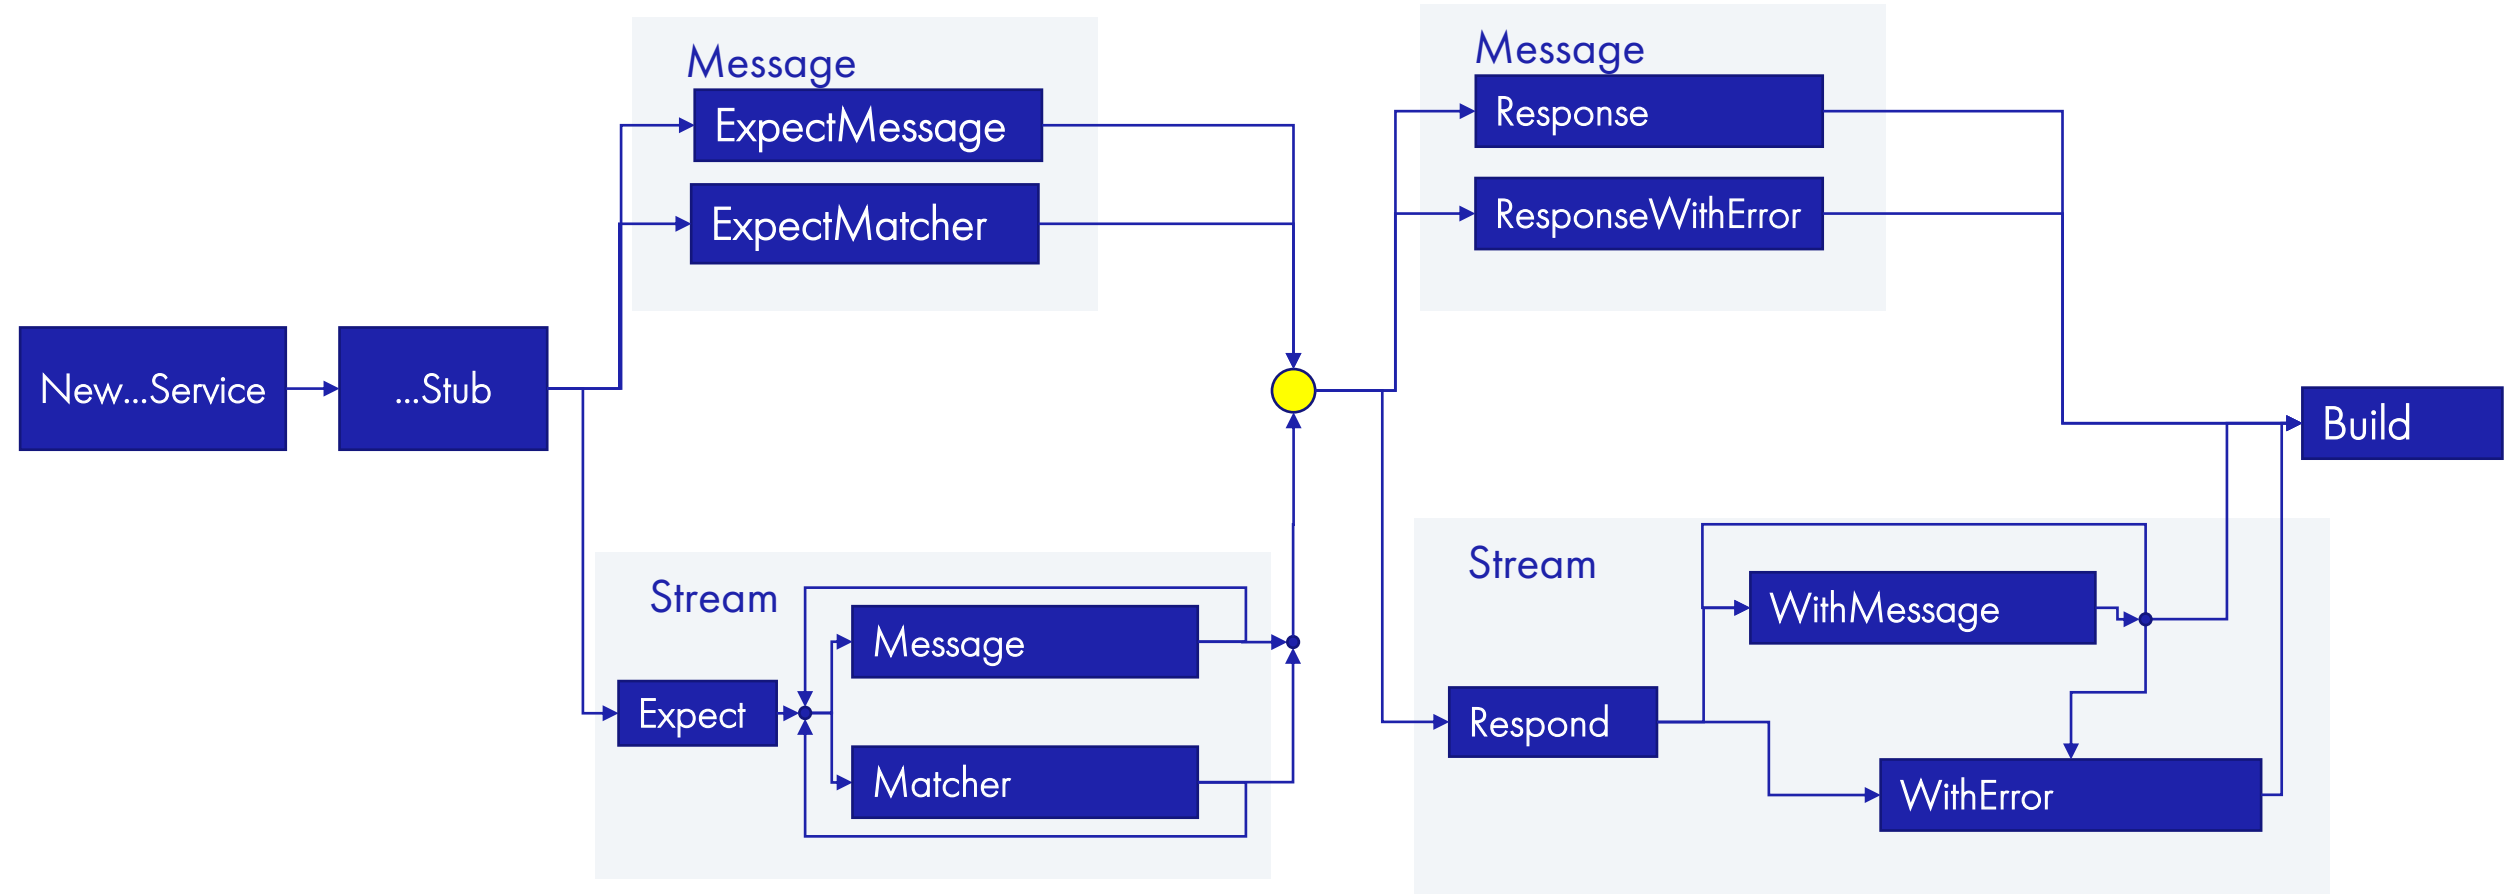 Message
ExpectMessage
ExpectMatcher
Message
Response
ResponseWithError
New...Service
...Stub
Build
Stream
Message
Expect
Matcher
Stream
WithMessage
Respond
WithError